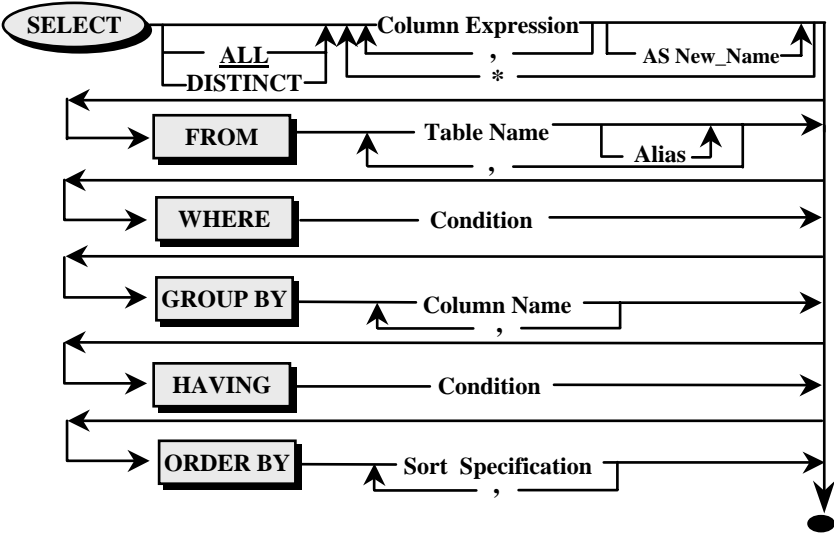 SELECT Column Expression
ALL , AS New_Name
DISTINCT *
FROM Table Name
, Alias
WHERE Condition
GROUP BY Column Name
,
HAVING Condition
ORDER BY Sort Specification
,